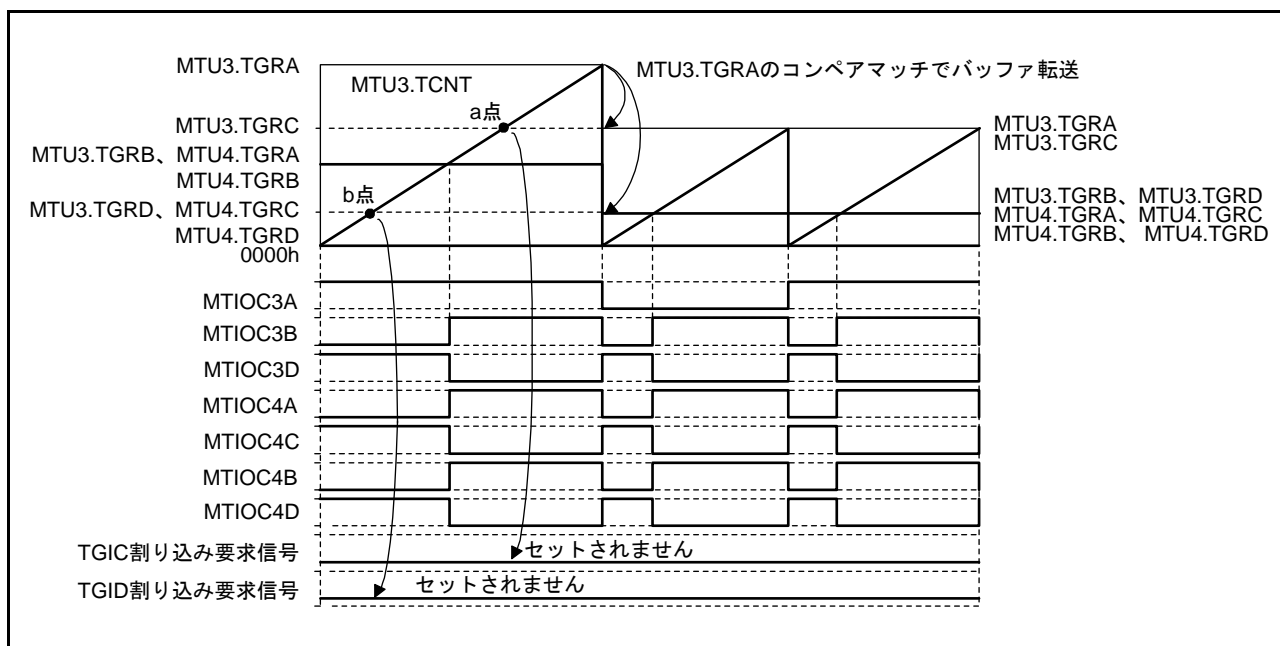 MTU3.TGRA
MTU3.TCNT
MTU3.TGRAのコンペアマッチでバッファ転送
a点
MTU3.TGRC
MTU3.TGRB、MTU4.TGRA
MTU4.TGRB
b点
MTU3.TGRD、MTU4.TGRC
MTU4.TGRD
0000h
MTU3.TGRA
MTU3.TGRC
MTU3.TGRB、MTU3.TGRD
MTU4.TGRA、MTU4.TGRC
MTU4.TGRB、 MTU4.TGRD
MTIOC3A
MTIOC3B
MTIOC3D
MTIOC4A
MTIOC4C
MTIOC4B
MTIOC4D
TGIC割り込み要求信号
セットされません
TGID割り込み要求信号
セットされません